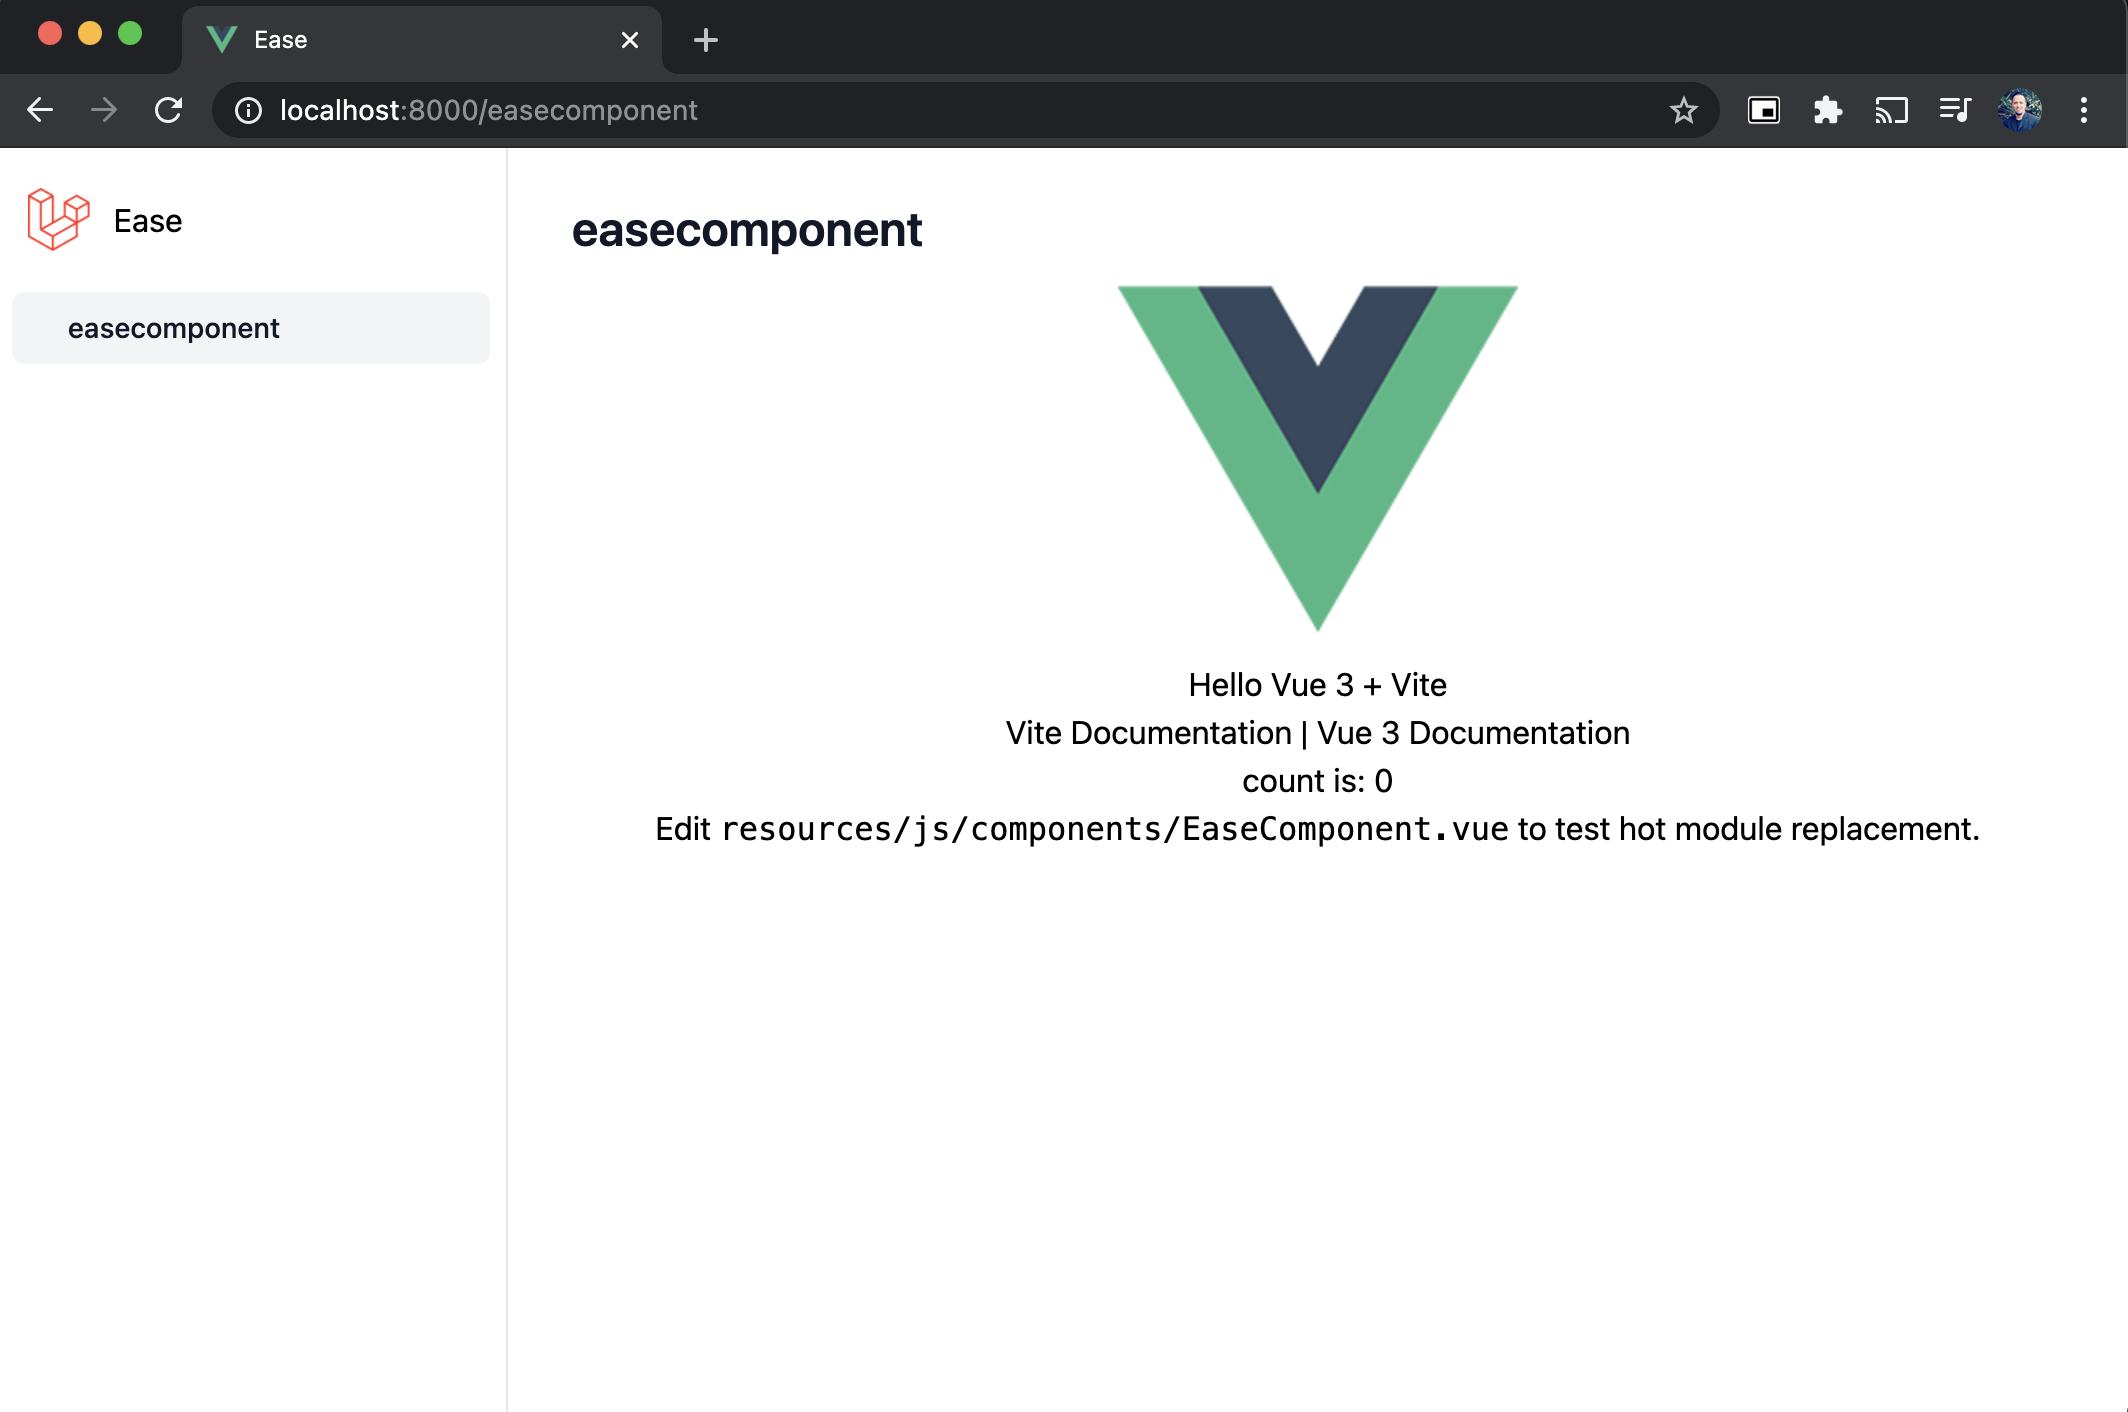 Ease
localhost:8000/easecomponent
Ease
easecomponent
easecomponent
Hello Vue 3 + Vite
Vite Documentation | Vue 3 Documentation
count is: 0
Edit resources/js/components/EaseComponent.vue to test hot module replacement.